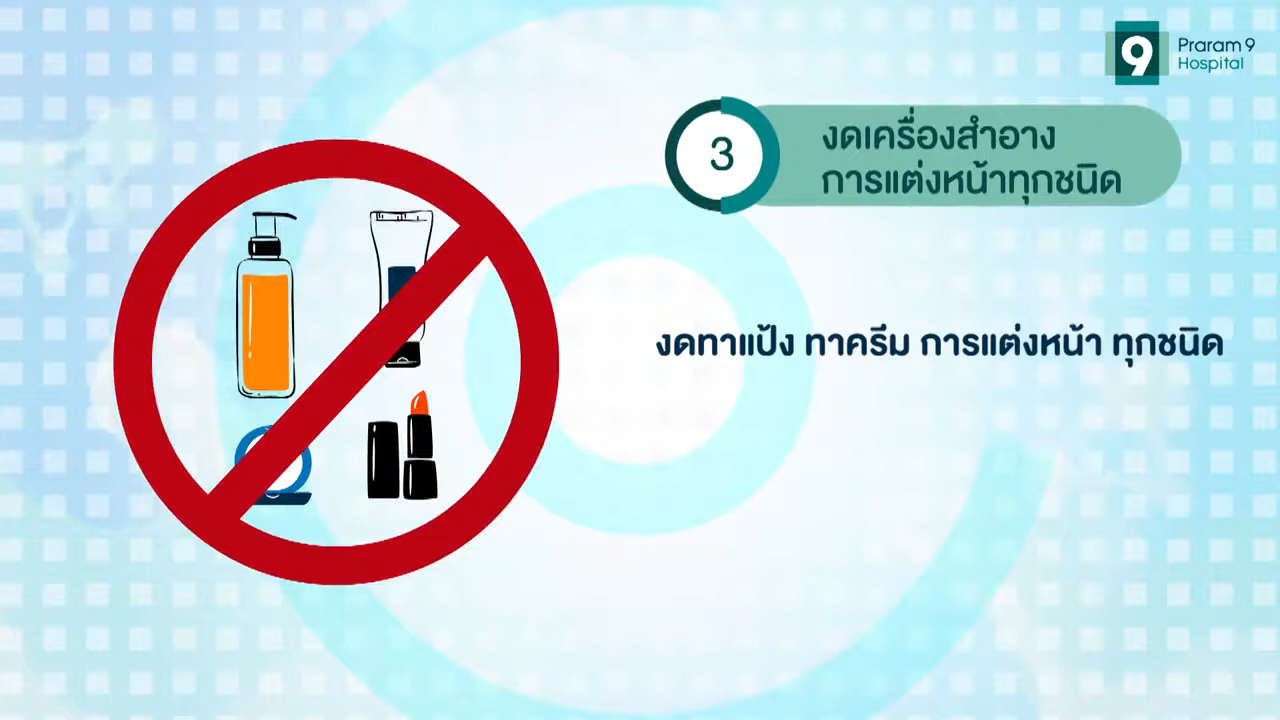 9
Praram 9
Hospital
3
งดเครื่องสำอาง
การแต่งหน้าทุกชนิด
งดทาแป้ง ทาครีม การแต่งหน้า ทุกชนิด